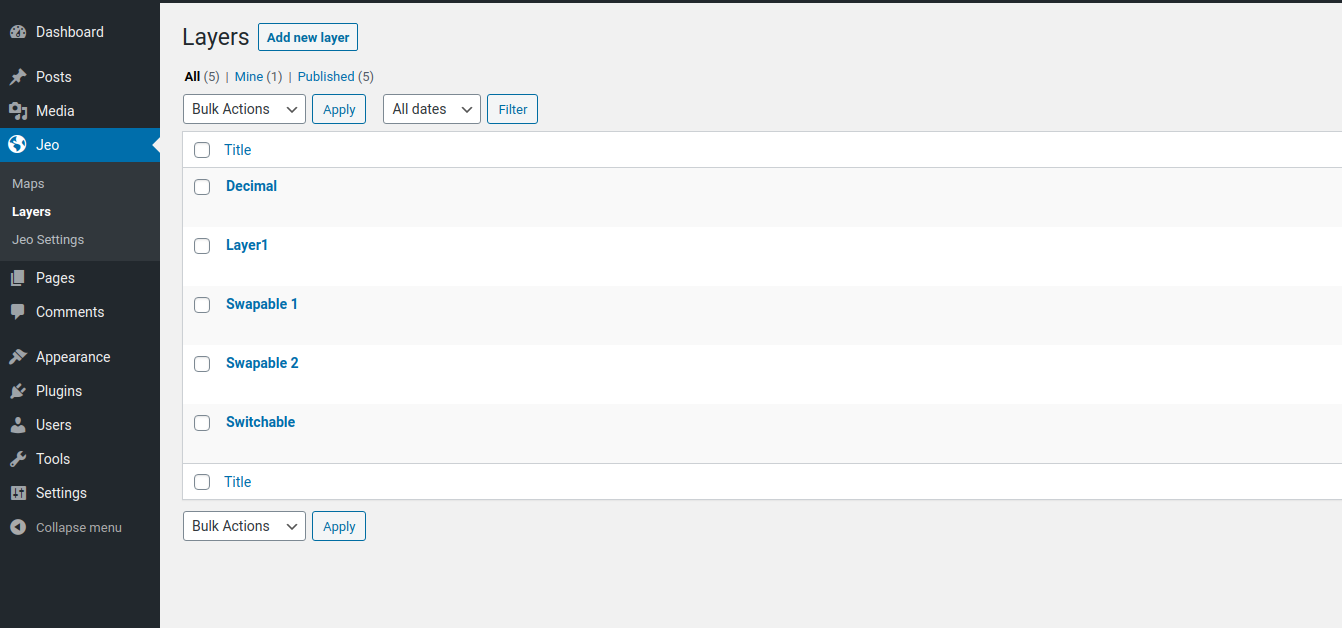 Dashboard
Posts
Media
Jeo
Maps
Layers
Jeo Settings
Pages
Comments
Appearance
Plugins
Users
Tools
Settings
Collapse menu
Layers Add new layer
All (5) | Mine (1) | Published (5)
Bulk Actions Apply All dates Filter
Title
Decimal
Layer1
Swapable 1
Swapable 2
Switchable
Title
Bulk Actions Apply